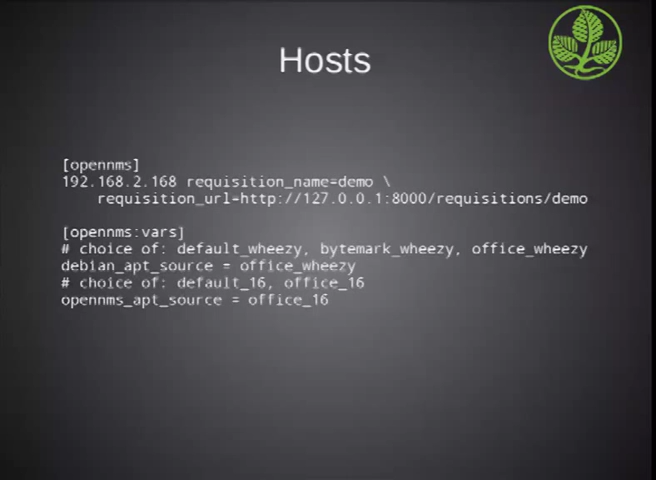 Hosts
[opennms]
192.168.2.168 requisition_name=demo \
requisition_url=http://127.0.0.1:8000/requisitions/demo
[opennms:vars]
# choice of: default_wheezy, bytemark_wheezy, office_wheezy
debian_apt_source = office_wheezy
# choice of: default_16, office_16
opennms_apt_source = office_16